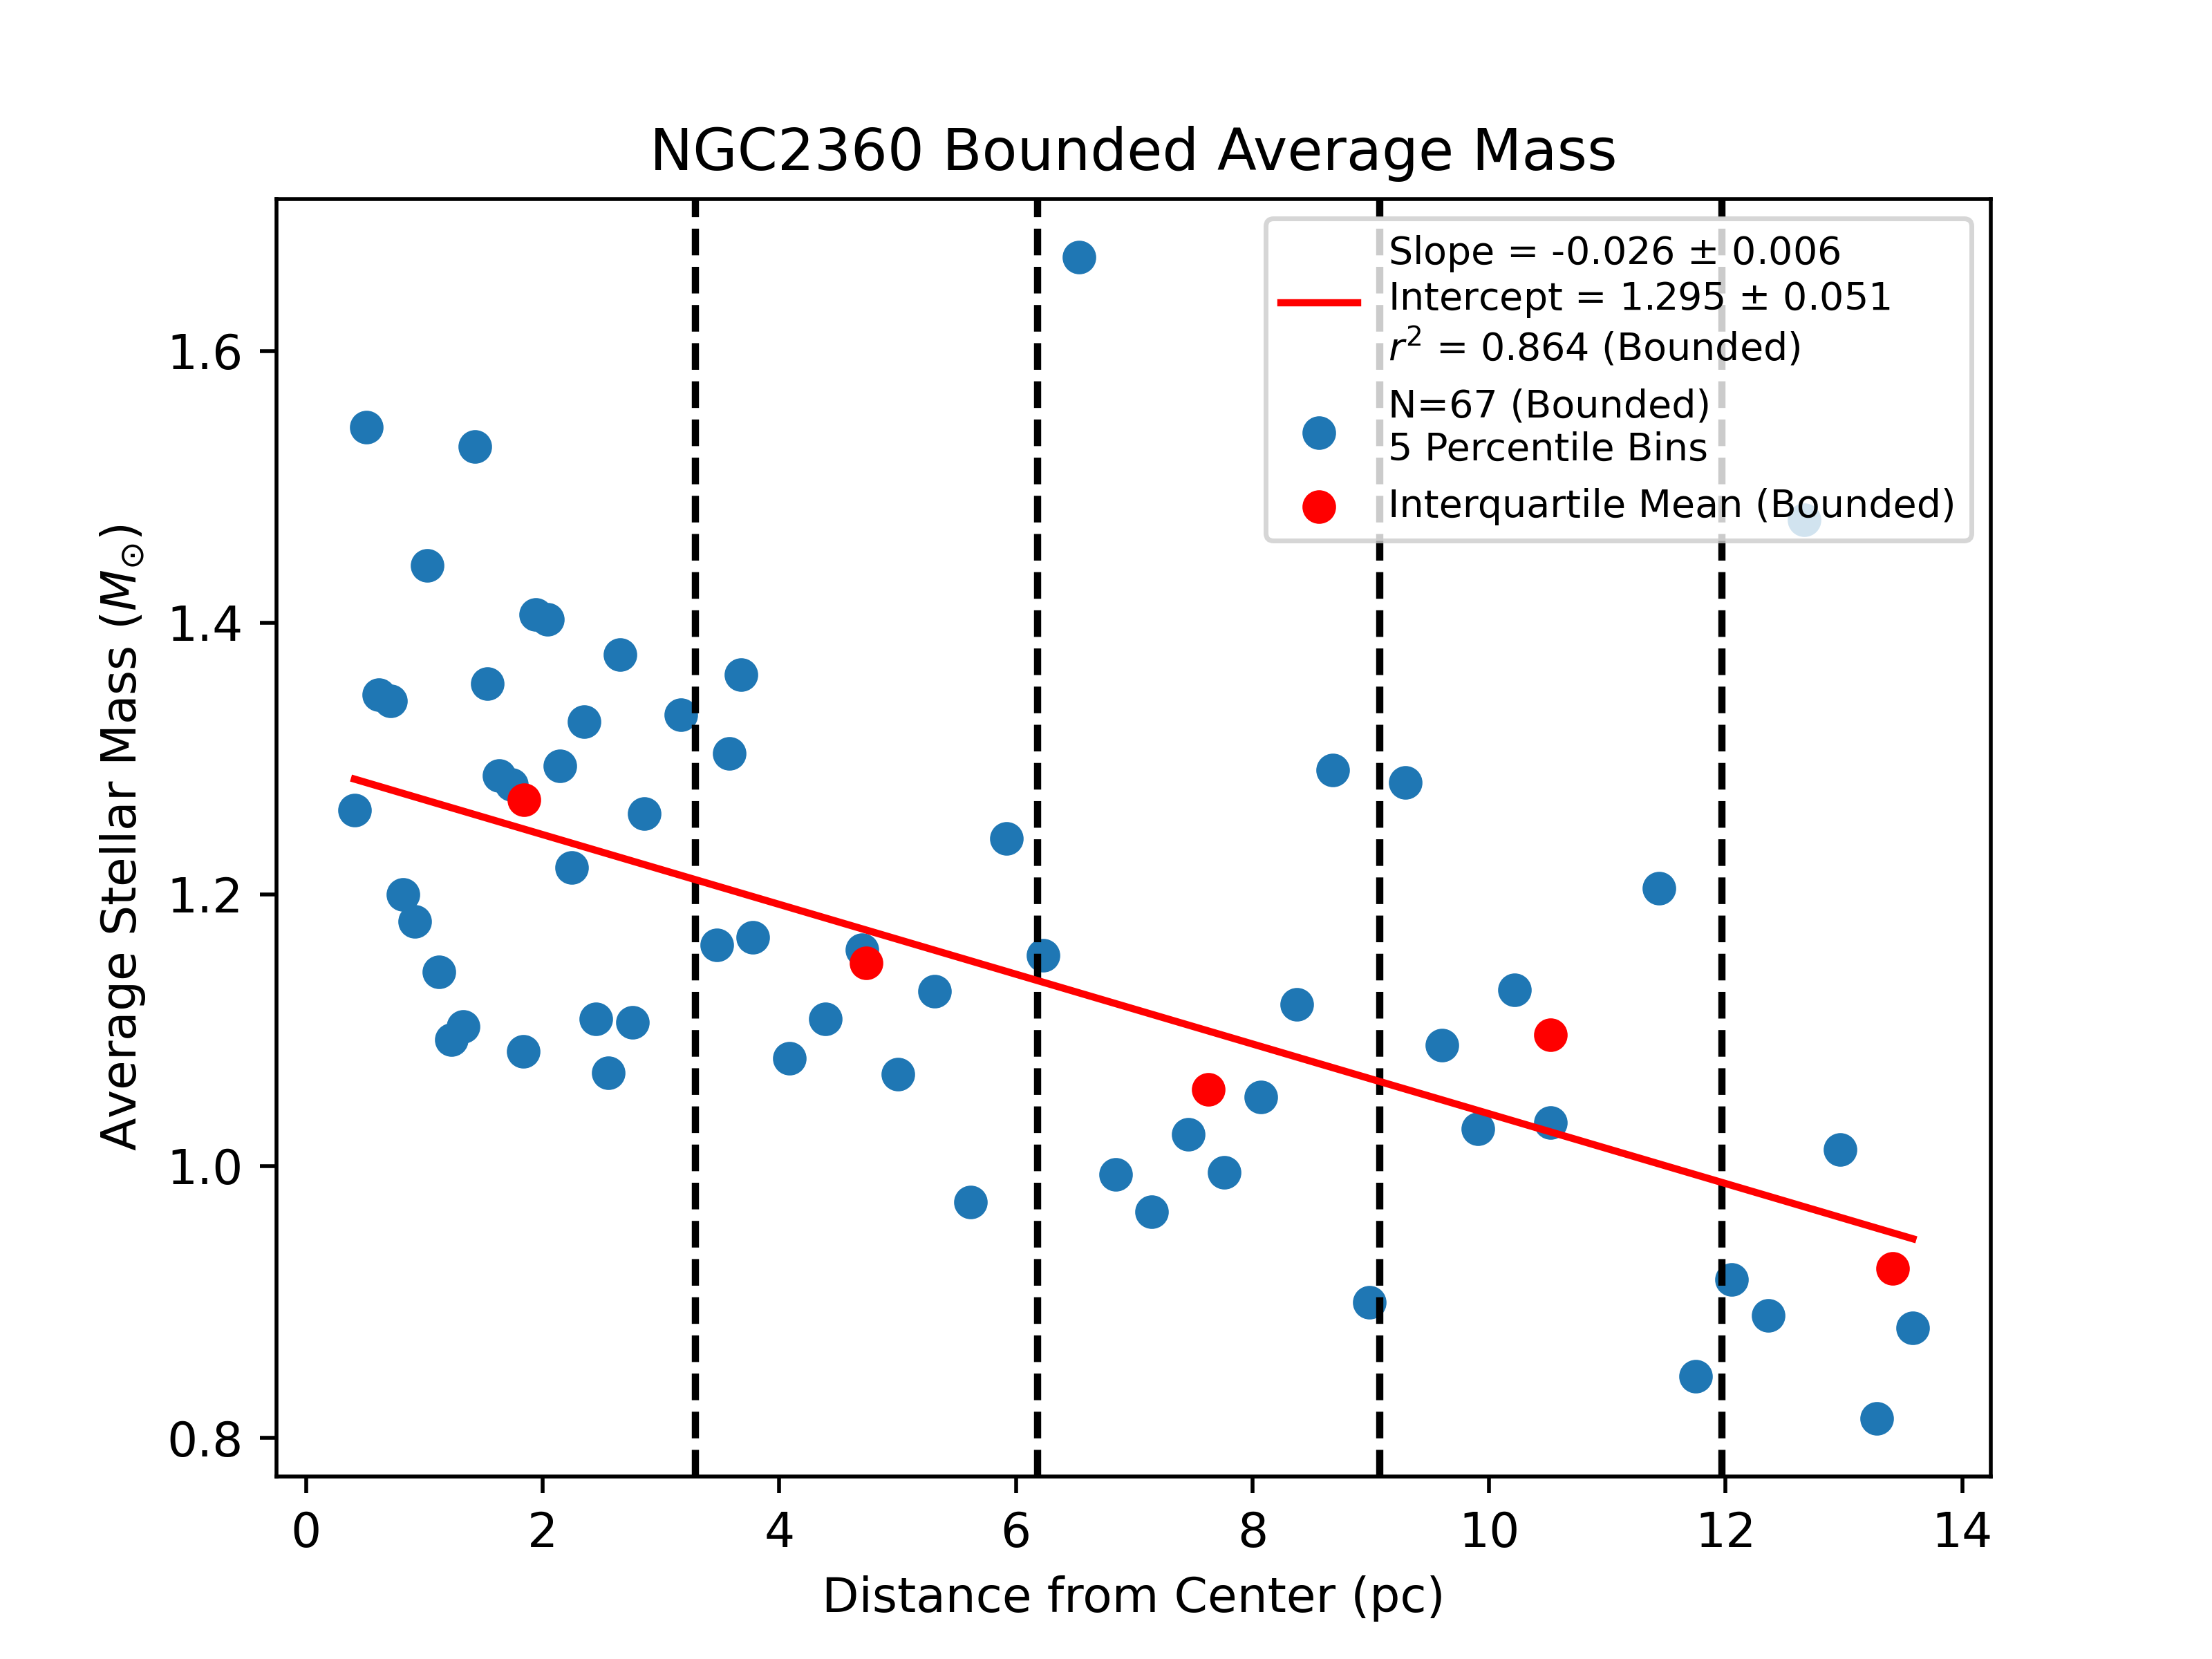 NGC2360 Bounded Average Mass
Slope = -0.026 ± 0.006
Intercept = 1.295 ± 0.051
r² = 0.864 (Bounded)
N=67 (Bounded)
5 Percentile Bins
Interquartile Mean (Bounded)
Average Stellar Mass (M⊙)
1.6
1.4
1.2
1.0
0.8
0 2 4 6 8 10 12 14
Distance from Center (pc)